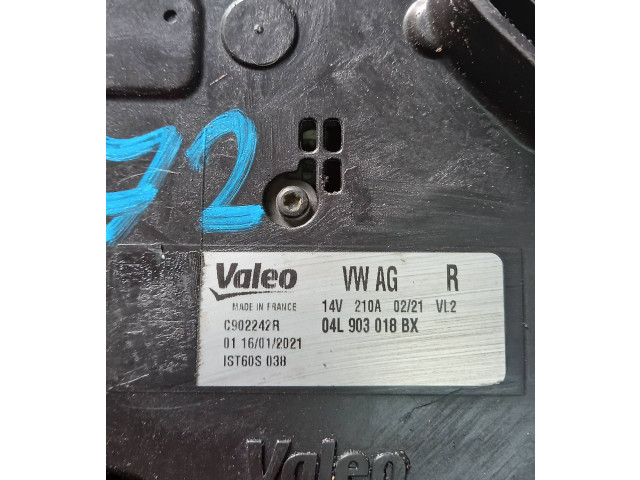 72
Valeo VW AG R
MADE IN FRANCE 14V 210A 02/21 VL2
C902242R 04L 903 018 BX
01 16/01/2021
IST60S 038
Valeo